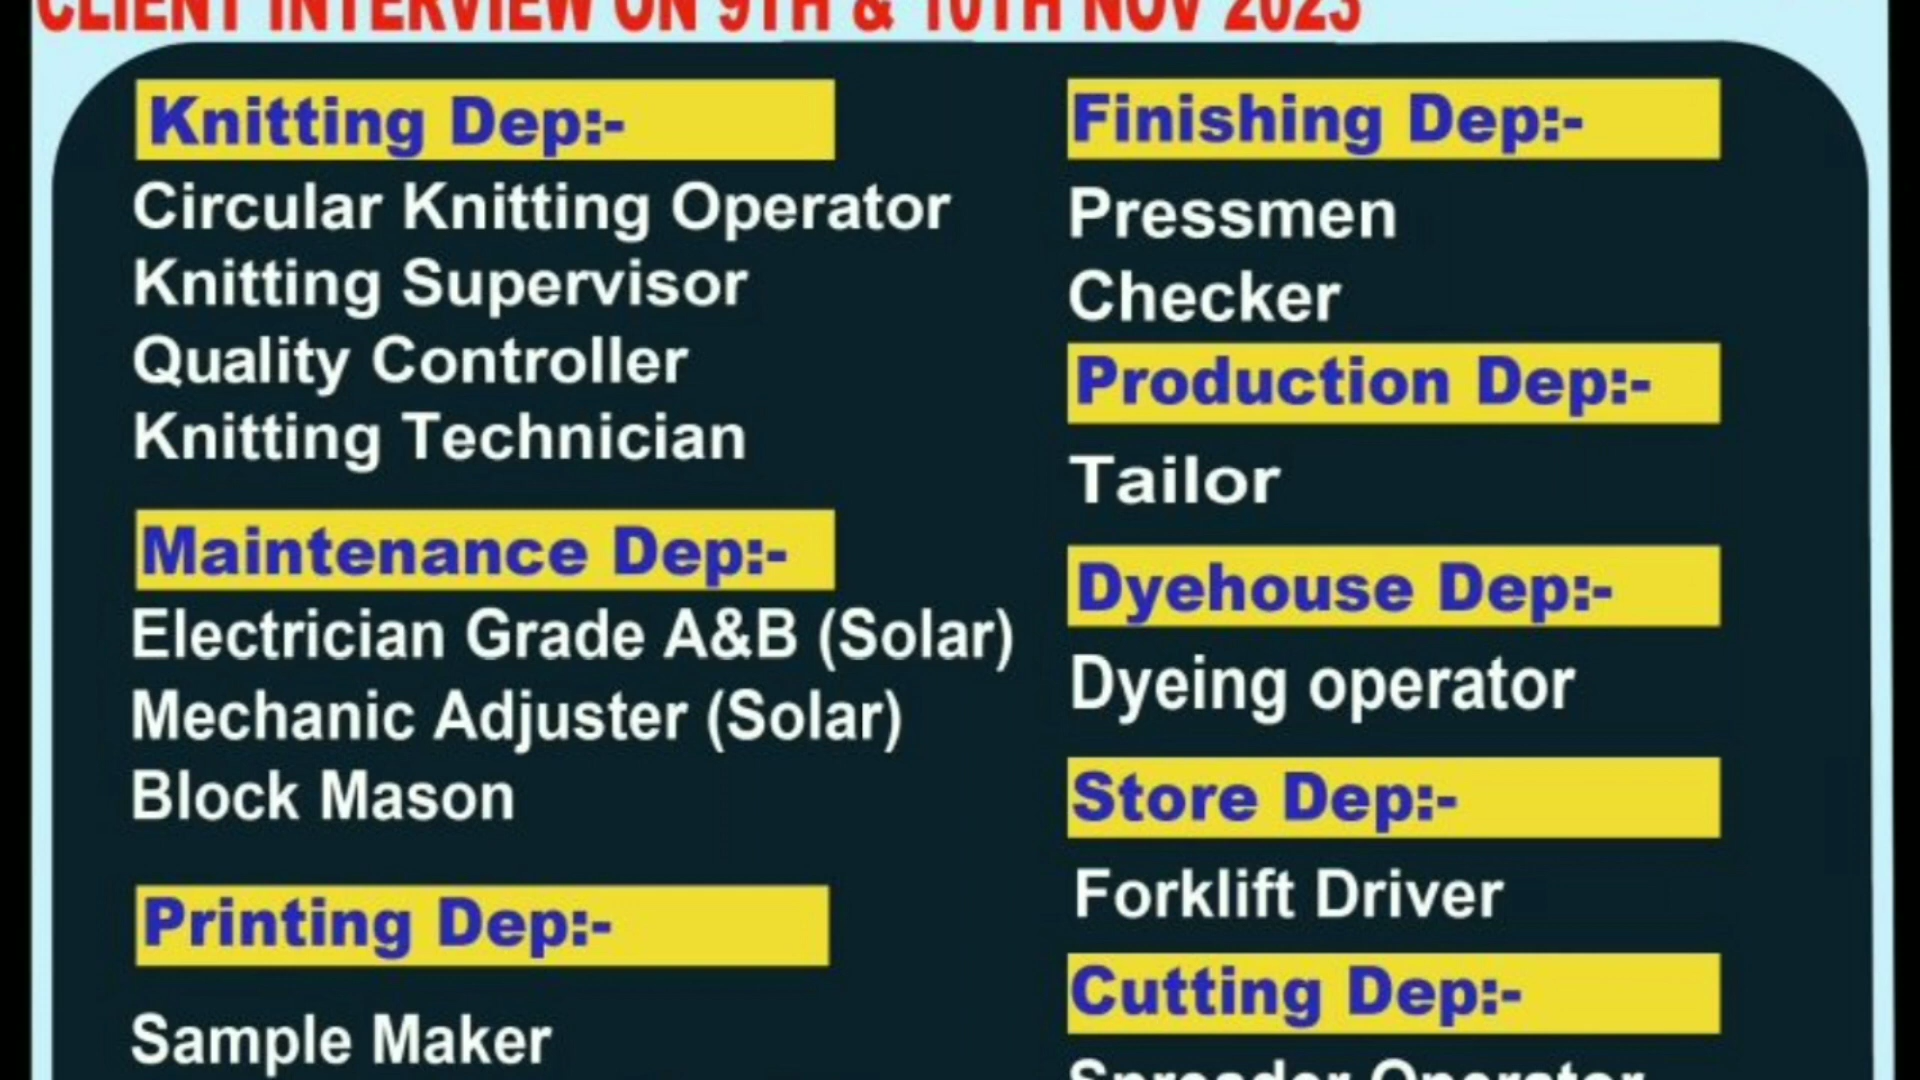 CLIENT INTERVIEW ON 9TH & 10TH NOV 2023
Knitting Dep:-
Circular Knitting Operator
Knitting Supervisor
Quality Controller
Knitting Technician
Maintenance Dep:-
Electrician Grade A&B (Solar)
Mechanic Adjuster (Solar)
Block Mason
Printing Dep:-
Sample Maker
Finishing Dep:-
Pressmen
Checker
Production Dep:-
Tailor
Dyehouse Dep:-
Dyeing operator
Store Dep:-
Forklift Driver
Cutting Dep:-
Spreader Operator